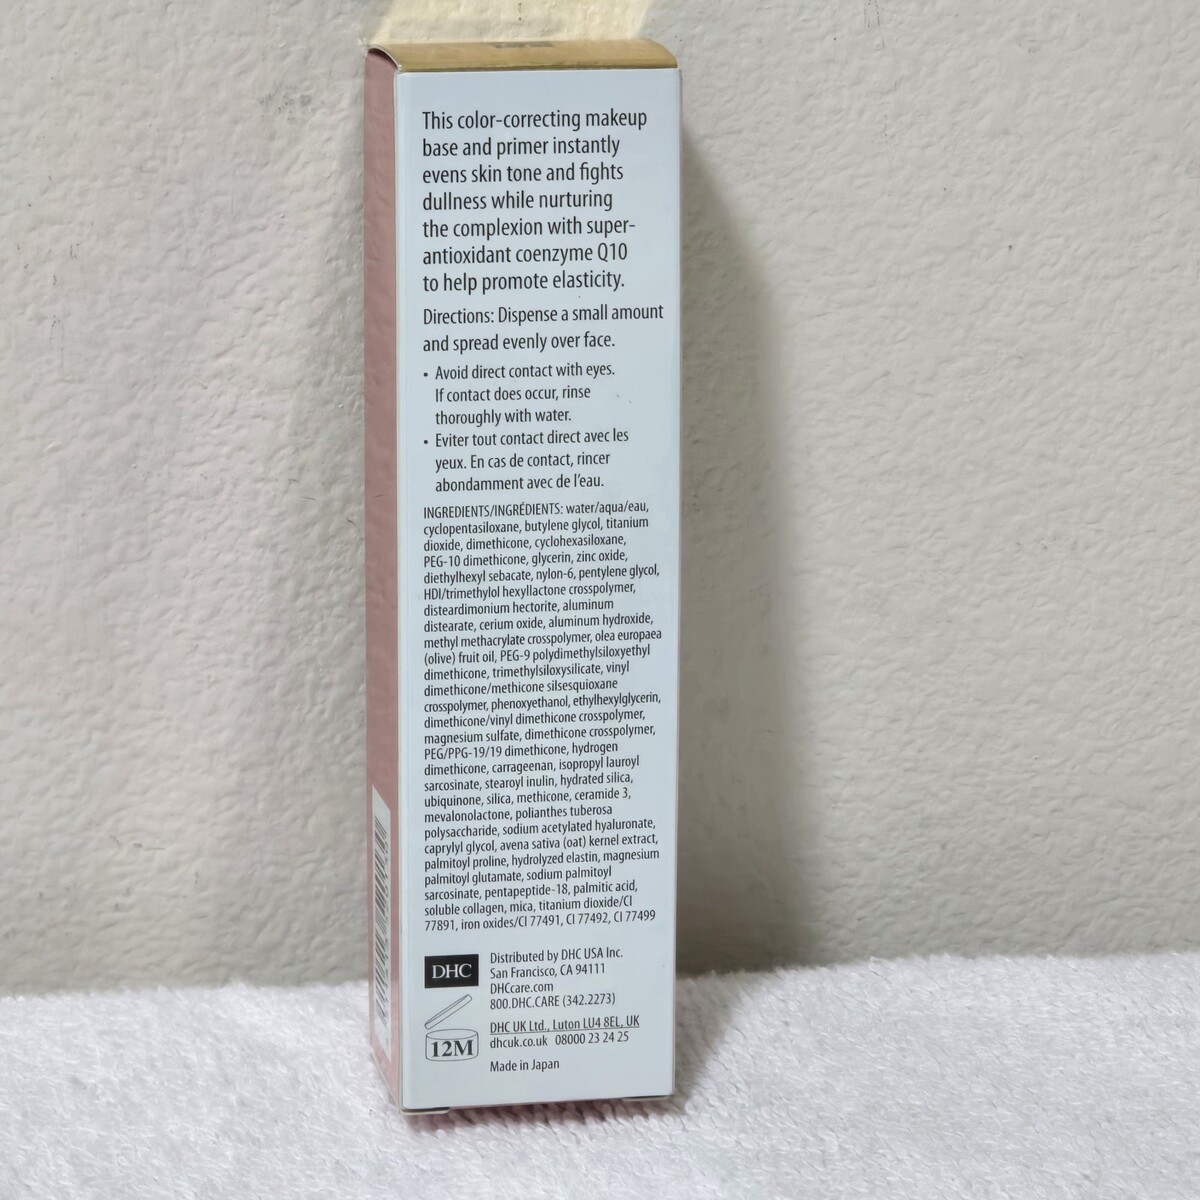 This color-correcting makeup
base and primer instantly
evens skin tone and fights
dullness while nurturing
the complexion with super-
antioxidant coenzyme Q10
to help promote elasticity.
Directions: Dispense a small amount
and spread evenly over face.
• Avoid direct contact with eyes.
If contact does occur, rinse
thoroughly with water.
• Eviter tout contact direct avec les
yeux. En cas de contact, rincer
abondamment avec de l'eau.
INGREDIENTS/INGRÉDIENTS: water/aqua/eau,
cyclopentasiloxane, butylene glycol, titanium
dioxide, dimethicone, cyclohexasiloxane,
PEG-10 dimethicone, glycerin, zinc oxide,
diethylhexyl sebacate, nylon-6, pentylene glycol,
HDI/trimethylol hexyllactone crosspolymer,
disteardimonium hectorite, aluminum
distearate, cerium oxide, aluminum hydroxide,
methyl methacrylate crosspolymer, olea europaea
(olive) fruit oil, PEG-9 polydimethylsiloxyethyl
dimethicone, trimethylsiloxysilicate, vinyl
dimethicone/methicone silsesquioxane
crosspolymer, phenoxyethanol, ethylhexylglycerin,
dimethicone/vinyl dimethicone crosspolymer,
magnesium sulfate, dimethicone crosspolymer,
PEG/PPG-19/19 dimethicone, hydrogen
dimethicone, carrageenan, isopropyl lauroyl
sarcosinate, stearoyl inulin, hydrated silica,
ubiquinone, silica, methicone, ceramide 3,
mevalonolactone, polianthes tuberosa
polysaccharide, sodium acetylated hyaluronate,
caprylyl glycol, avena sativa (oat) kernel extract,
palmitoyl proline, hydrolyzed elastin, magnesium
palmitoyl glutamate, sodium palmitoyl
sarcosinate, pentapeptide-18, palmitic acid,
soluble collagen, mica, titanium dioxide/CI
77891, iron oxides/CI 77491, CI 77492, CI 77499
DHC
Distributed by DHC USA Inc.
San Francisco, CA 94111
DHCcare.com
800.DHC.CARE (342.2273)
DHC UK Ltd., Luton LU4 8EL, UK
dhcuk.co.uk 08000 23 24 25
12M
Made in Japan